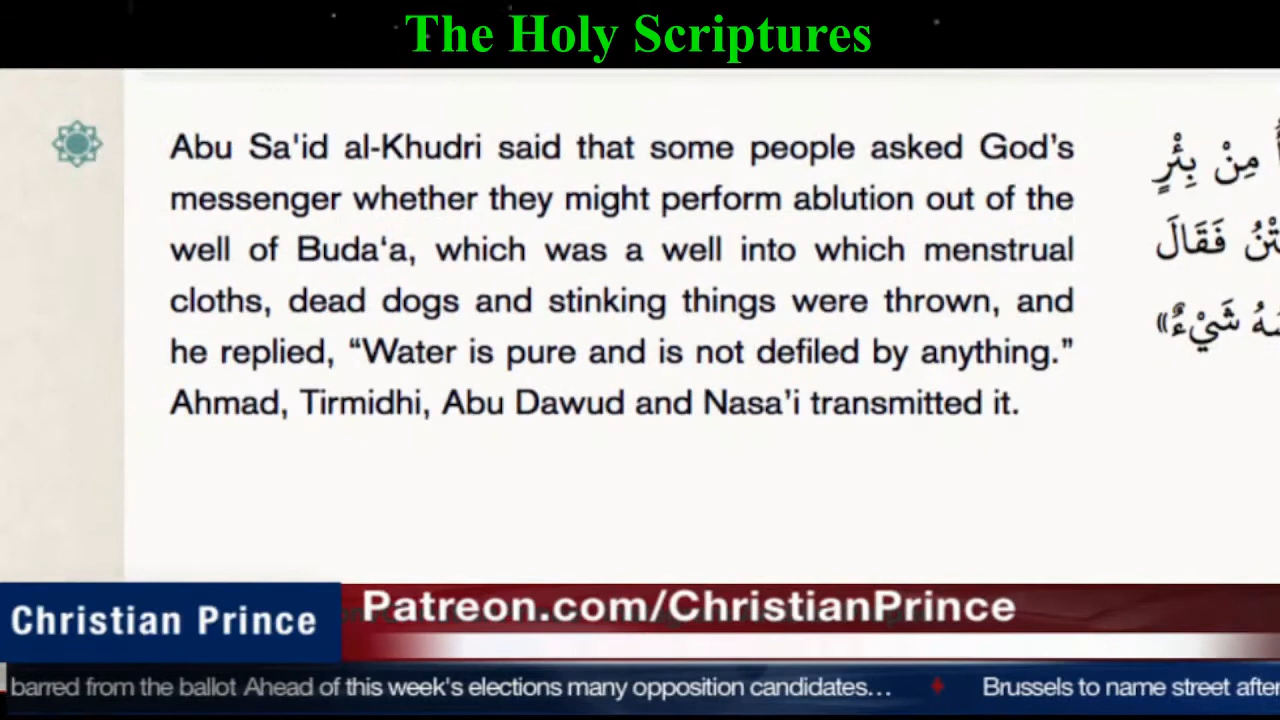 The Holy Scriptures
Abu Sa'id al-Khudri said that some people asked God’s
messenger whether they might perform ablution out of the
well of Buda‘a, which was a well into which menstrual
cloths, dead dogs and stinking things were thrown, and
he replied, “Water is pure and is not defiled by anything.”
Ahmad, Tirmidhi, Abu Dawud and Nasa’i transmitted it.
مِنْ بِئْرِ
فَقَالَ
شَيْءٌ»
Christian Prince
Patreon.com/ChristianPrince
barred from the ballot Ahead of this week's elections many opposition candidates... Brussels to name street after